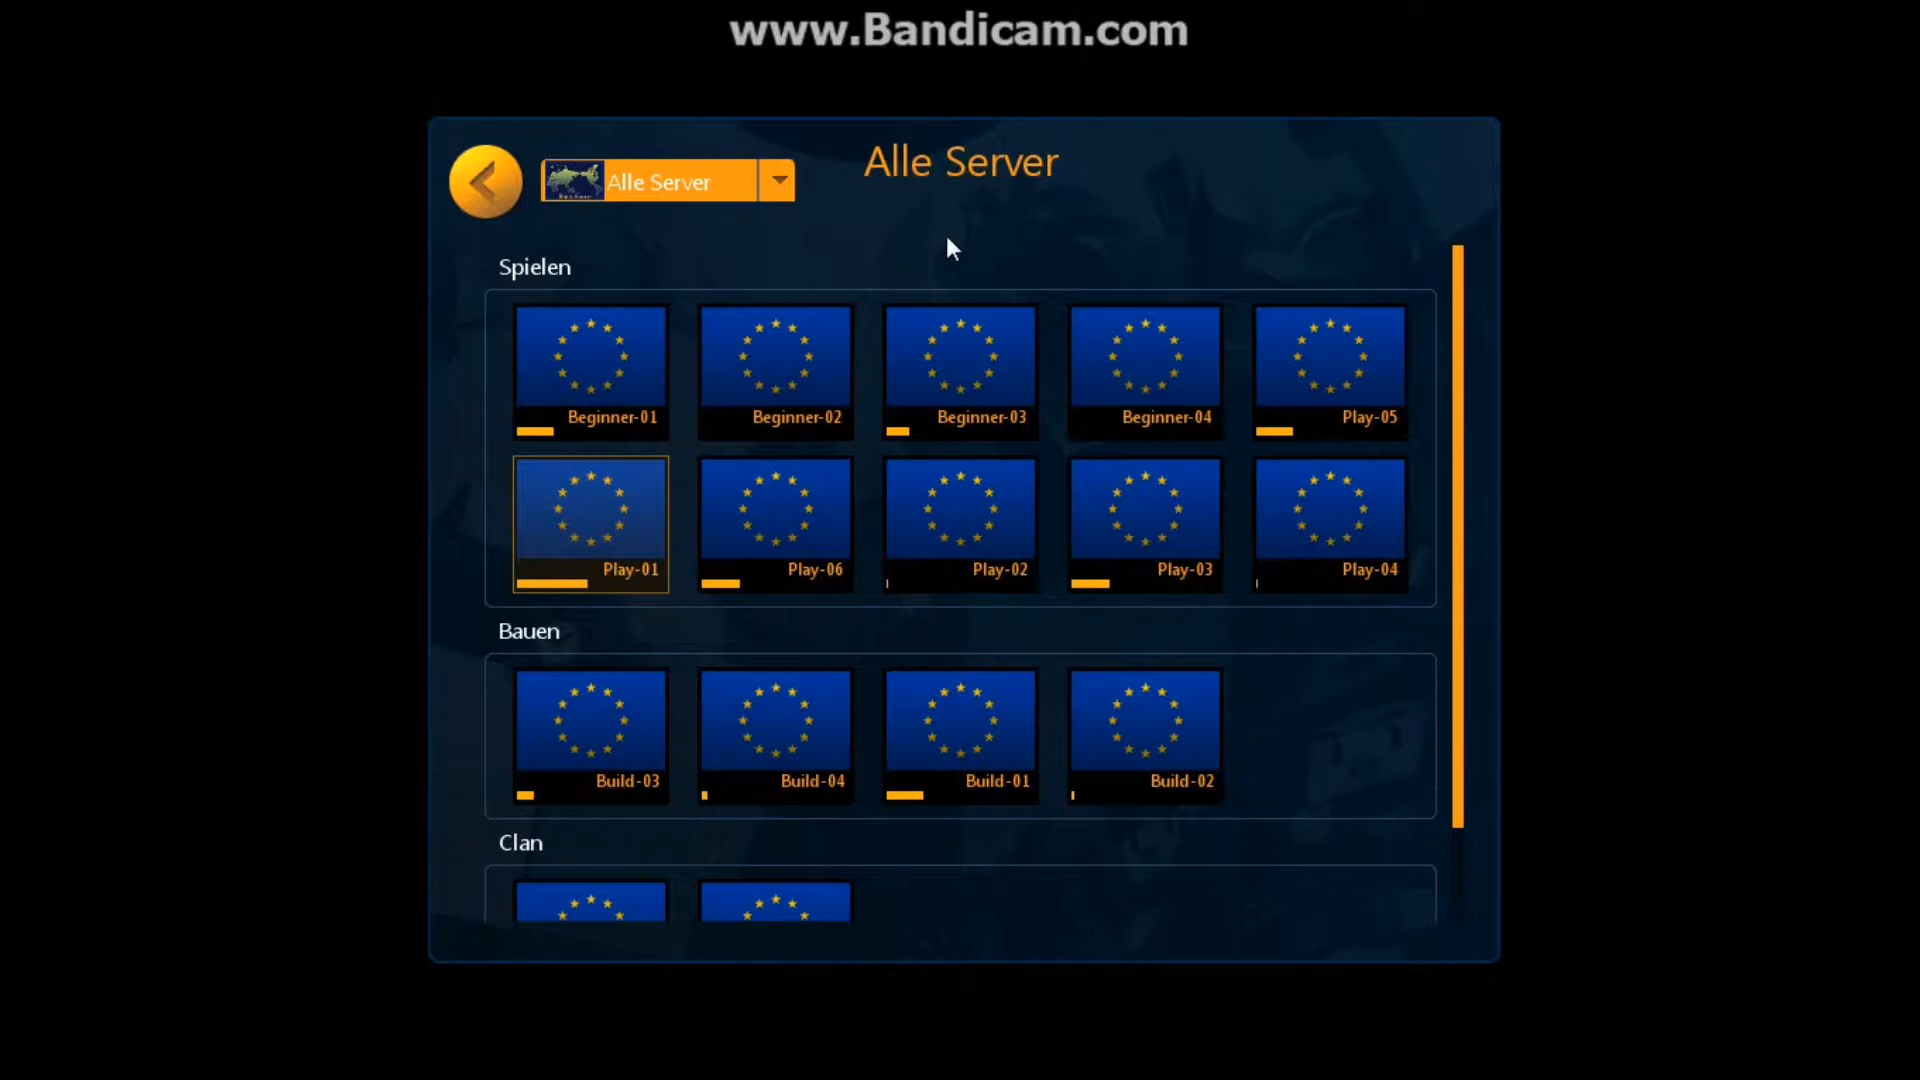 www.Bandicam.com
Alle Server
Alle Server
Spielen
Beginner-01
Beginner-02
Beginner-03
Beginner-04
Play-05
Play-01
Play-06
Play-02
Play-03
Play-04
Bauen
Build-03
Build-04
Build-01
Build-02
Clan